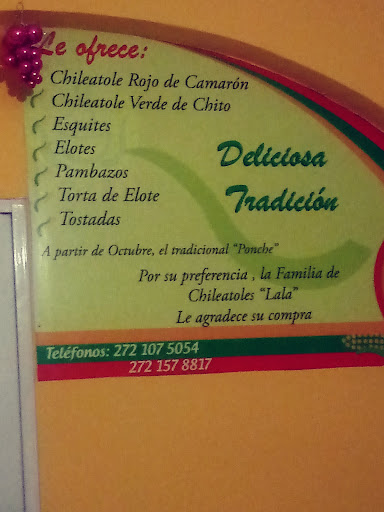 Le ofrece:
Chileatole Rojo de Camarón
Chileatole Verde de Chito
Esquites
Elotes
Pambazos
Torta de Elote
Tostadas
Deliciosa
Tradición
A partir de Octubre, el tradicional "Ponche"
Por su preferencia , la Familia de
Chileatoles "Lala"
Le agradece su compra
Teléfonos: 272 107 5054
272 157 8817